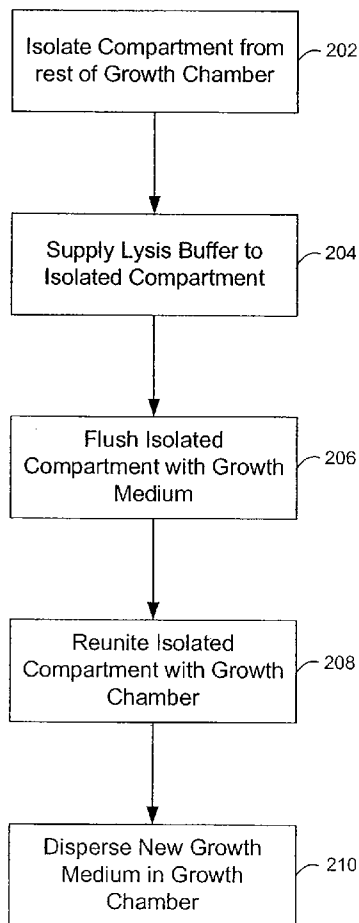 Isolate Compartment from
rest of Growth Chamber
202
Supply Lysis Buffer to
Isolated Compartment
204
Flush Isolated
Compartment with Growth
Medium
206
Reunite Isolated
Compartment with Growth
Chamber
208
Disperse New Growth
Medium in Growth
Chamber
210